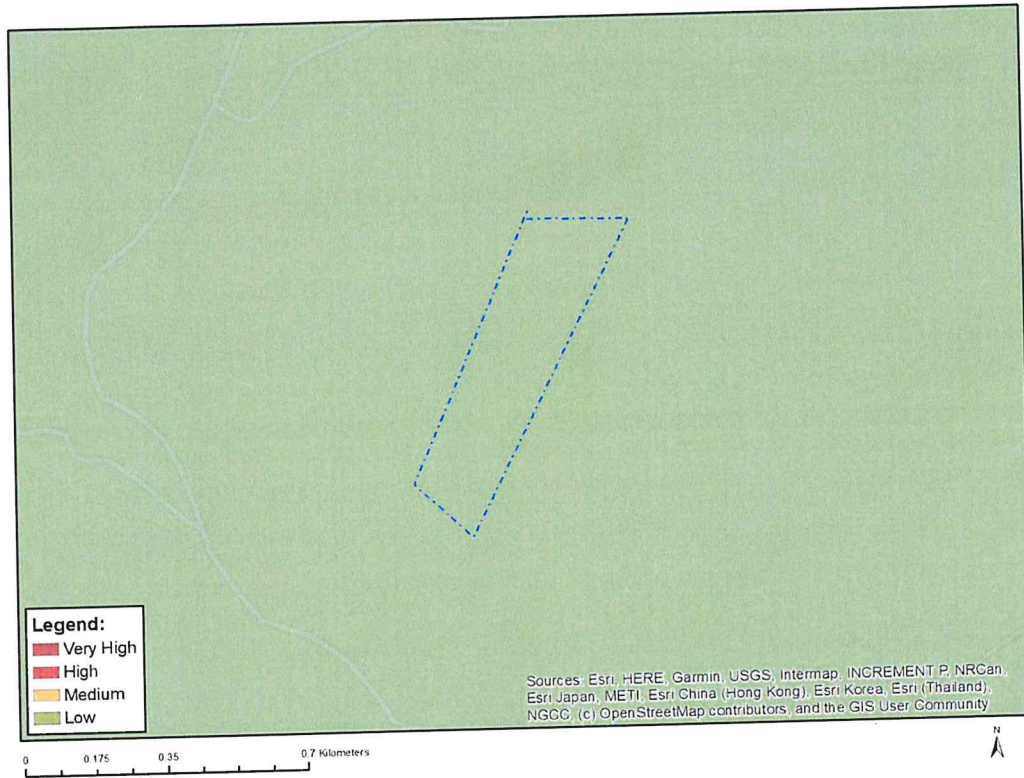 Legend:
Very High
High
Medium
Low
Sources: Esri, HERE, Garmin, USGS, Intermap, INCREMENT P, NRCan,
Esri Japan, METI, Esri China (Hong Kong), Esri Korea, Esri (Thailand),
NGCC, (c) OpenStreetMap contributors, and the GIS User Community
0 0.175 0.35 0.7 Kilometers
N